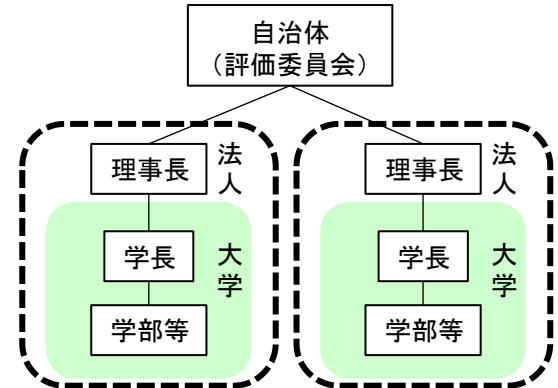 自治体
（評価委員会）
理事長
法人
学長
大学
学部等
理事長
法人
学長
大学
学部等